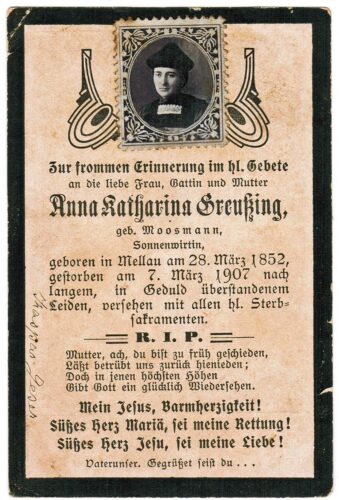 Zur frommen Erinnerung im hl. Gebete
an die liebe Frau, Gattin und Mutter
Anna Katharina Greußing,
geb. Moosmann,
Sonnenwirtin,
geboren in Mellau am 28. März 1852,
gestorben am 7. März 1907 nach
langem, in Geduld überstandenem
Leiden, versehen mit allen hl. Sterb-
sakramenten.
R. I. P.
Mutter, ach, du bist zu früh geschieden,
Läßt betrübt uns zurück hienieden;
Doch in jenen höchsten Höhen
Gibt Gott ein glücklich Wiedersehen.
Mein Jesus, Barmherzigkeit!
Süßes Herz Mariä, sei meine Rettung!
Süßes Herz Jesu, sei meine Liebe!
Vaterunser. Gegrüßet seist du . . .